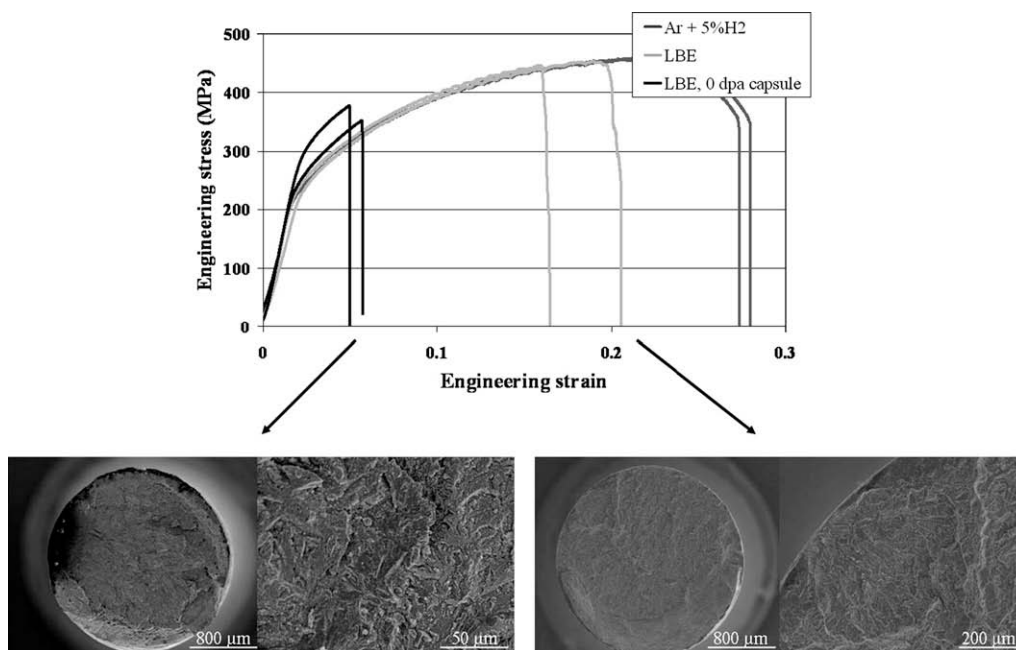 500
400
300
200
100
0
Engineering stress (MPa)
Ar + 5%H2
LBE
LBE, 0 dpa capsule
0
0.1
0.2
0.3
Engineering strain
800 µm
50 µm
800 µm
200 µm